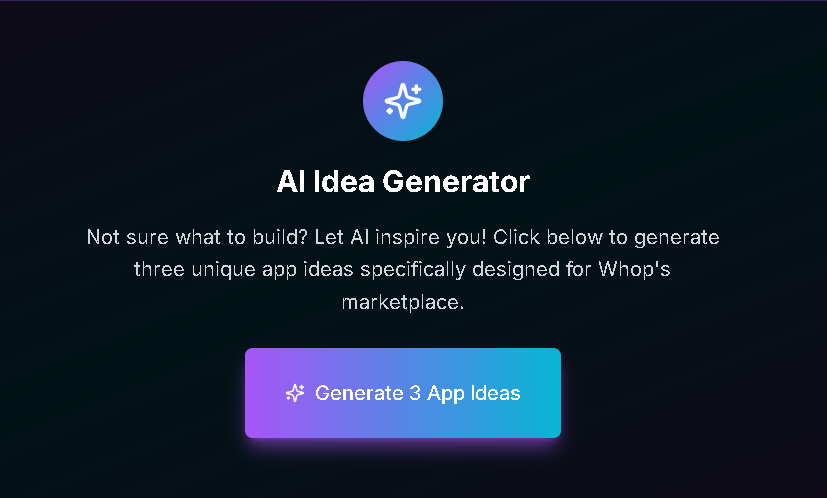 AI Idea Generator
Not sure what to build? Let AI inspire you! Click below to generate
three unique app ideas specifically designed for Whop's
marketplace.
Generate 3 App Ideas